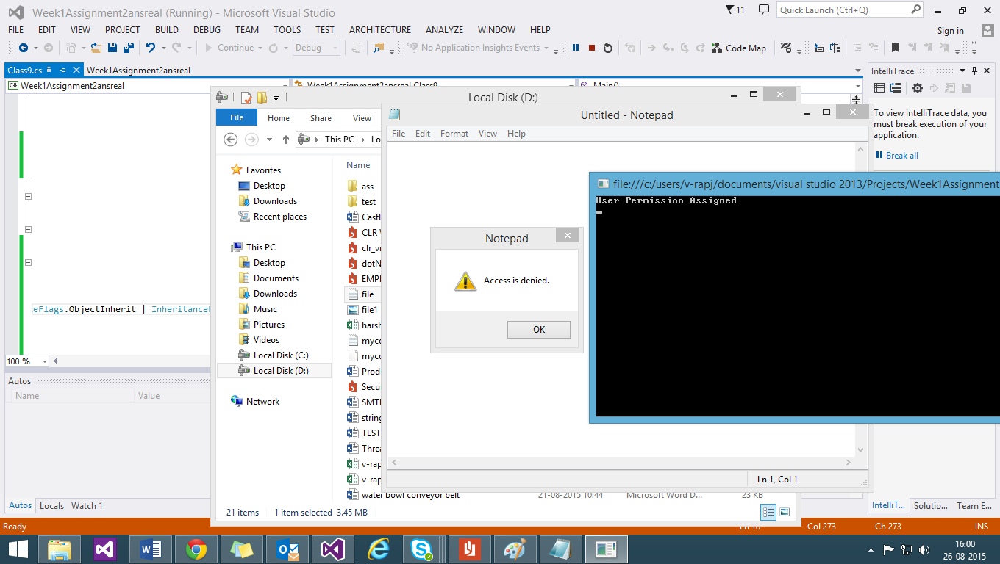 Week1Assignment2ansreal (Running) - Microsoft Visual Studio
11
Quick Launch (Ctrl+Q)
FILE EDIT VIEW PROJECT BUILD DEBUG TEAM TOOLS TEST ARCHITECTURE ANALYZE WINDOW HELP
Sign in
Continue Debug No Application Insights Events Code Map
Class9.cs Week1Assignment2ansreal
Week1Assignment2ansreal Week1Assignment2ansreal.Class9 Main()
IntelliTrace
To view IntelliTrace data, you
must break execution of your
application.
Break all
eFlags.ObjectInherit | InheritanceF
100 %
Autos
Name Value
Autos Locals Watch 1
Local Disk (D:)
File Home Share View
This PC Lo
Favorites
Desktop
Downloads
Recent places
This PC
Desktop
Documents
Downloads
Music
Pictures
Videos
Local Disk (C:)
Local Disk (D:)
Network
Name
ass
test
Castl
CLR V
clr_vi
dotN
EMPI
file
file1
harsh
myco
myco
Prod
Secu
SMTI
string
TEST
Threa
v-rap
v-rap
water bowl conveyor belt 21-08-2015 10:44 Microsoft Word D... 23 KB
21 items 1 item selected 3.45 MB
Untitled - Notepad
File Edit Format View Help
Notepad
Access is denied.
OK
Ln 1, Col 1
file:///c:/users/v-rapj/documents/visual studio 2013/Projects/Week1Assignment
User Permission Assigned
IntelliT... Solutio... Team E...
Ready Ln 18 Col 273 Ch 273 INS
16:00
26-08-2015